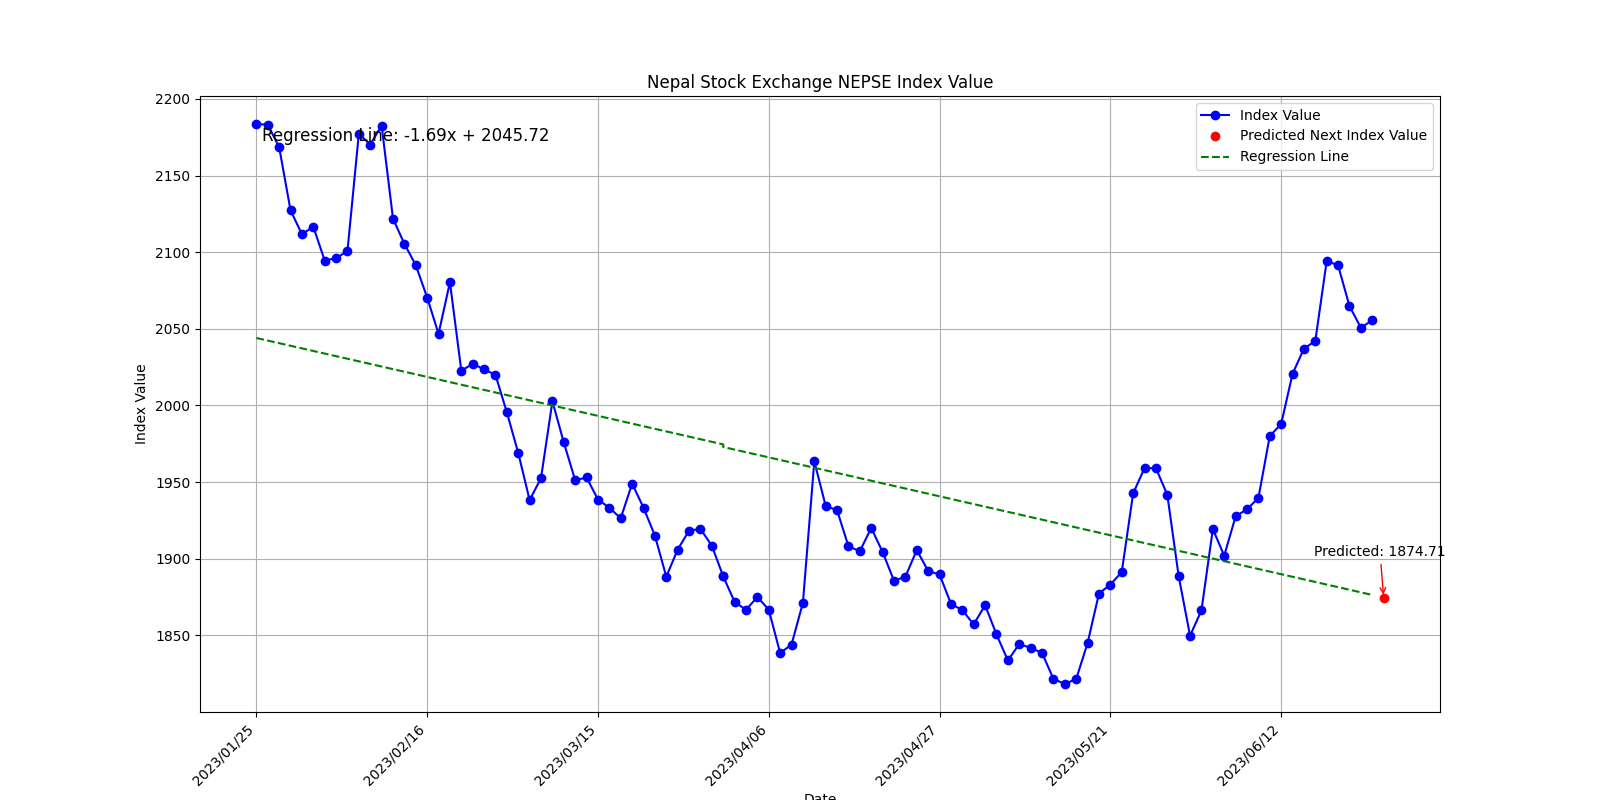 Nepal Stock Exchange NEPSE Index Value
2200
2150
2100
2050
2000
1950
1900
1850
Index Value
Regression Line: -1.69x + 2045.72
Index Value
Predicted Next Index Value
Regression Line
Predicted: 1874.71
2023/01/25
2023/02/16
2023/03/15
2023/04/06
2023/04/27
2023/05/21
2023/06/12
Date